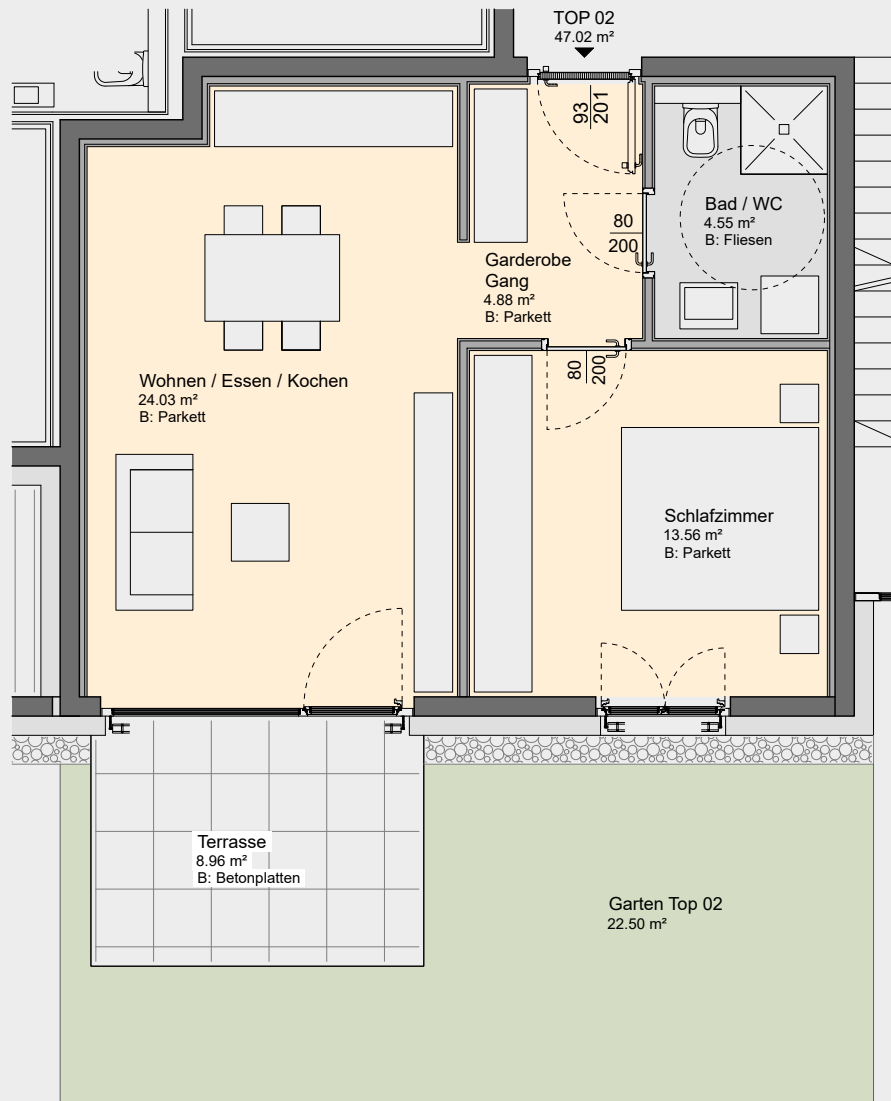 TOP 02
47.02 m²
93
201
Bad / WC
4.55 m²
B: Fliesen
80
200
Garderobe
Gang
4.88 m²
B: Parkett
80
200
Wohnen / Essen / Kochen
24.03 m²
B: Parkett
Schlafzimmer
13.56 m²
B: Parkett
Terrasse
8.96 m²
B: Betonplatten
Garten Top 02
22.50 m²